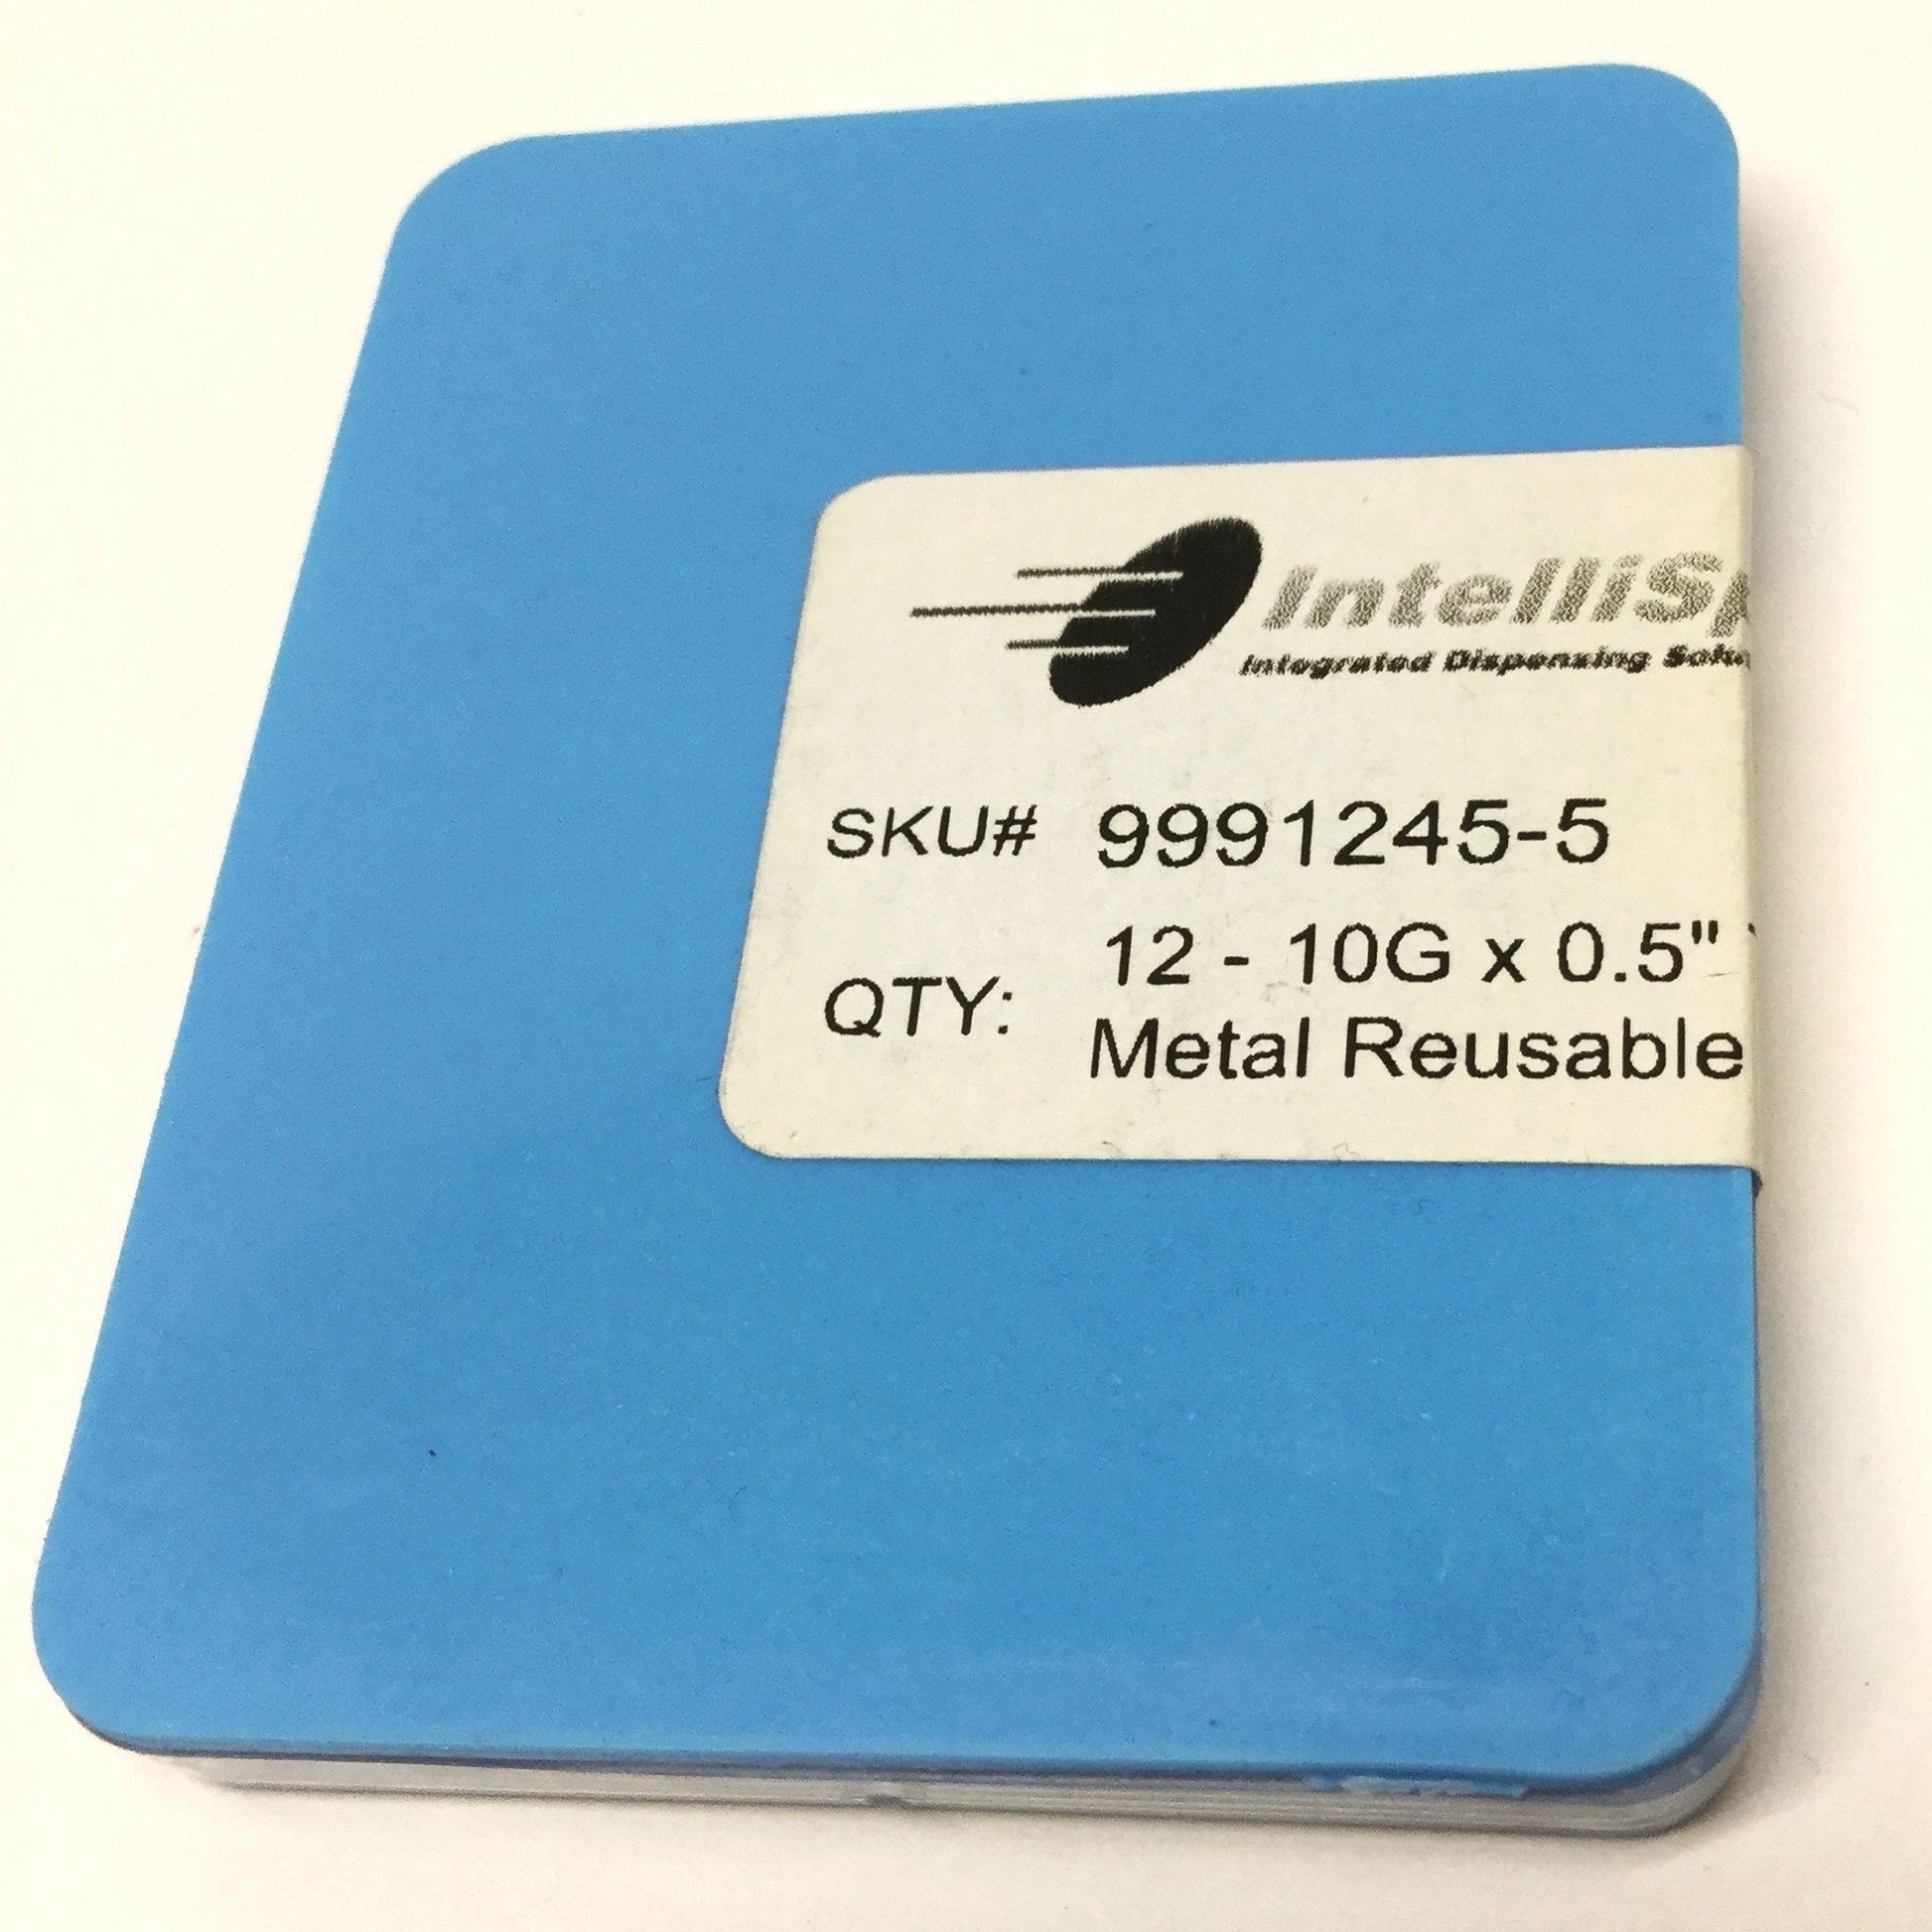 IntelliSp
Integrated Dispensing Solu
SKU# 9991245-5
QTY: 12 - 10G x 0.5"
Metal Reusable